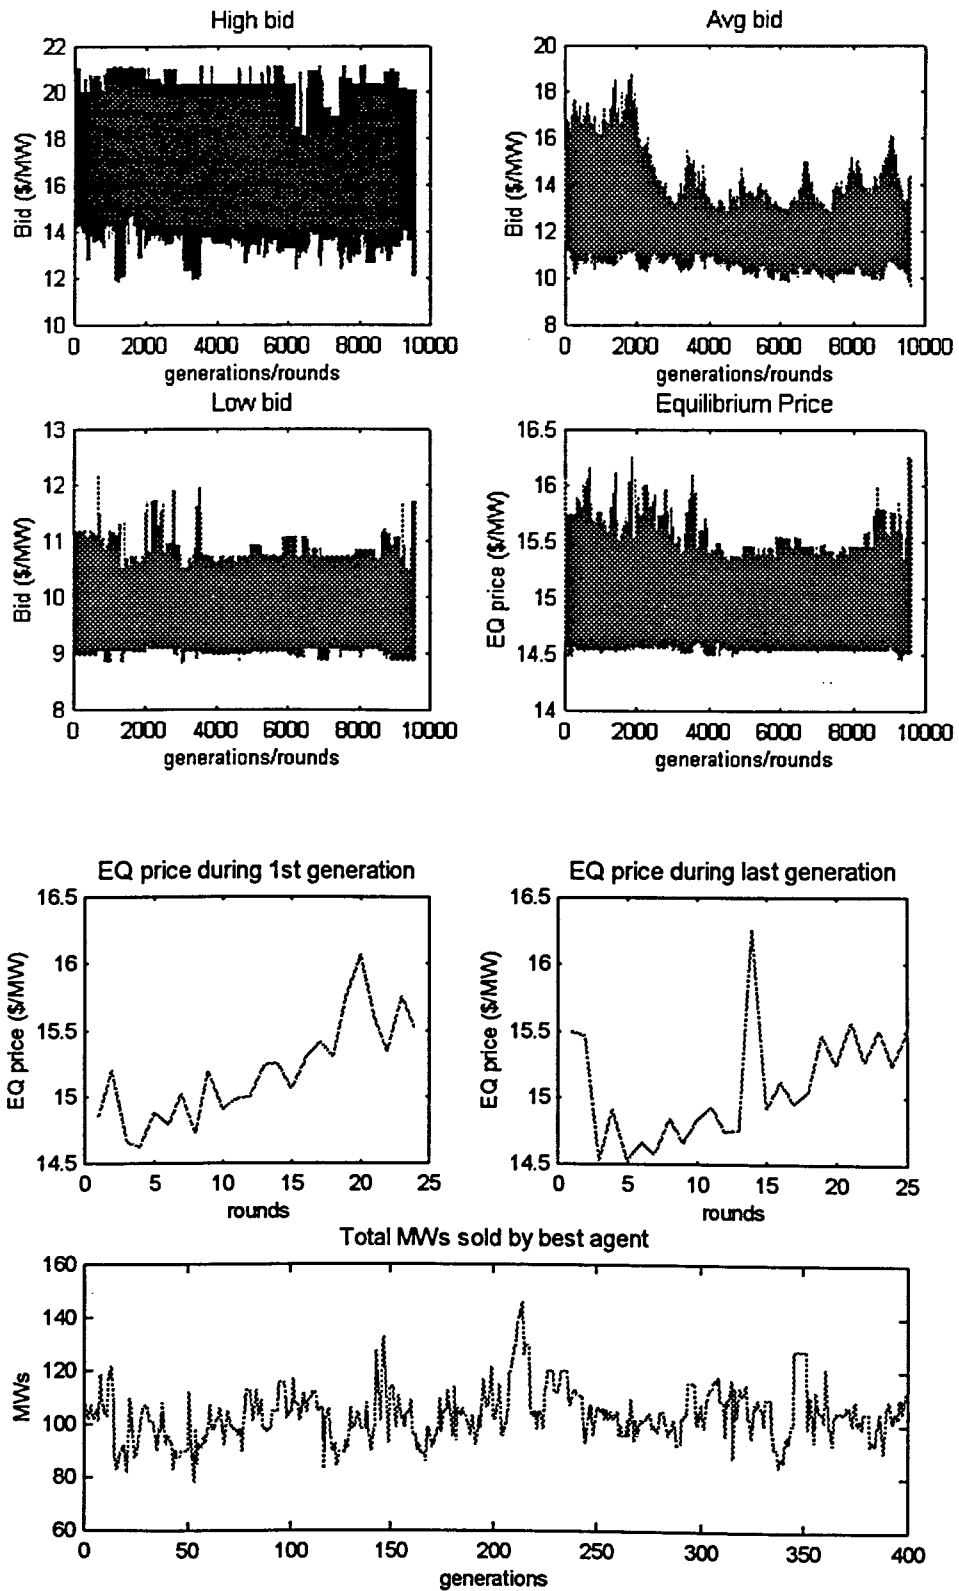 High bid
22
20
18
16
14
12
10
Bid ($/MW)
0 2000 4000 6000 8000 10000
generations/rounds
Avg bid
20
18
16
14
12
10
8
Bid ($/MW)
0 2000 4000 6000 8000 10000
generations/rounds
Low bid
13
12
11
10
9
8
Bid ($/MW)
0 2000 4000 6000 8000 10000
generations/rounds
Equilibrium Price
16.5
16
15.5
15
14.5
14
EQ price ($/MW)
0 2000 4000 6000 8000 10000
generations/rounds
EQ price during 1st generation
16.5
16
15.5
15
14.5
EQ price ($/MW)
0 5 10 15 20 25
rounds
EQ price during last generation
16.5
16
15.5
15
14.5
EQ price ($/MW)
0 5 10 15 20 25
rounds
Total MWs sold by best agent
160
140
120
100
80
60
MWs
0 50 100 150 200 250 300 350 400
generations